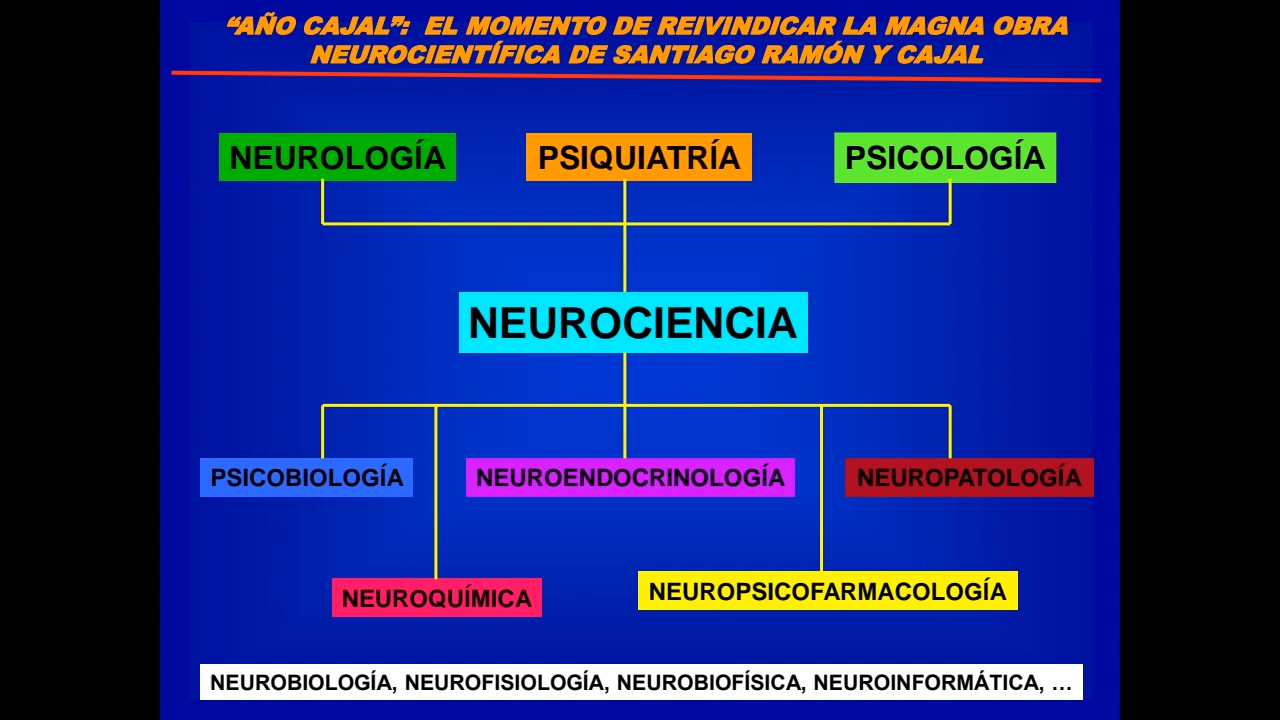 “AÑO CAJAL”: EL MOMENTO DE REIVINDICAR LA MAGNA OBRA
NEUROCIENTÍFICA DE SANTIAGO RAMÓN Y CAJAL
NEUROLOGÍA
PSIQUIATRÍA
PSICOLOGÍA
NEUROCIENCIA
PSICOBIOLOGÍA
NEUROENDOCRINOLOGÍA
NEUROPATOLOGÍA
NEUROQUÍMICA
NEUROPSICOFARMACOLOGÍA
NEUROBIOLOGÍA, NEUROFISIOLOGÍA, NEUROBIOFÍSICA, NEUROINFORMÁTICA, …